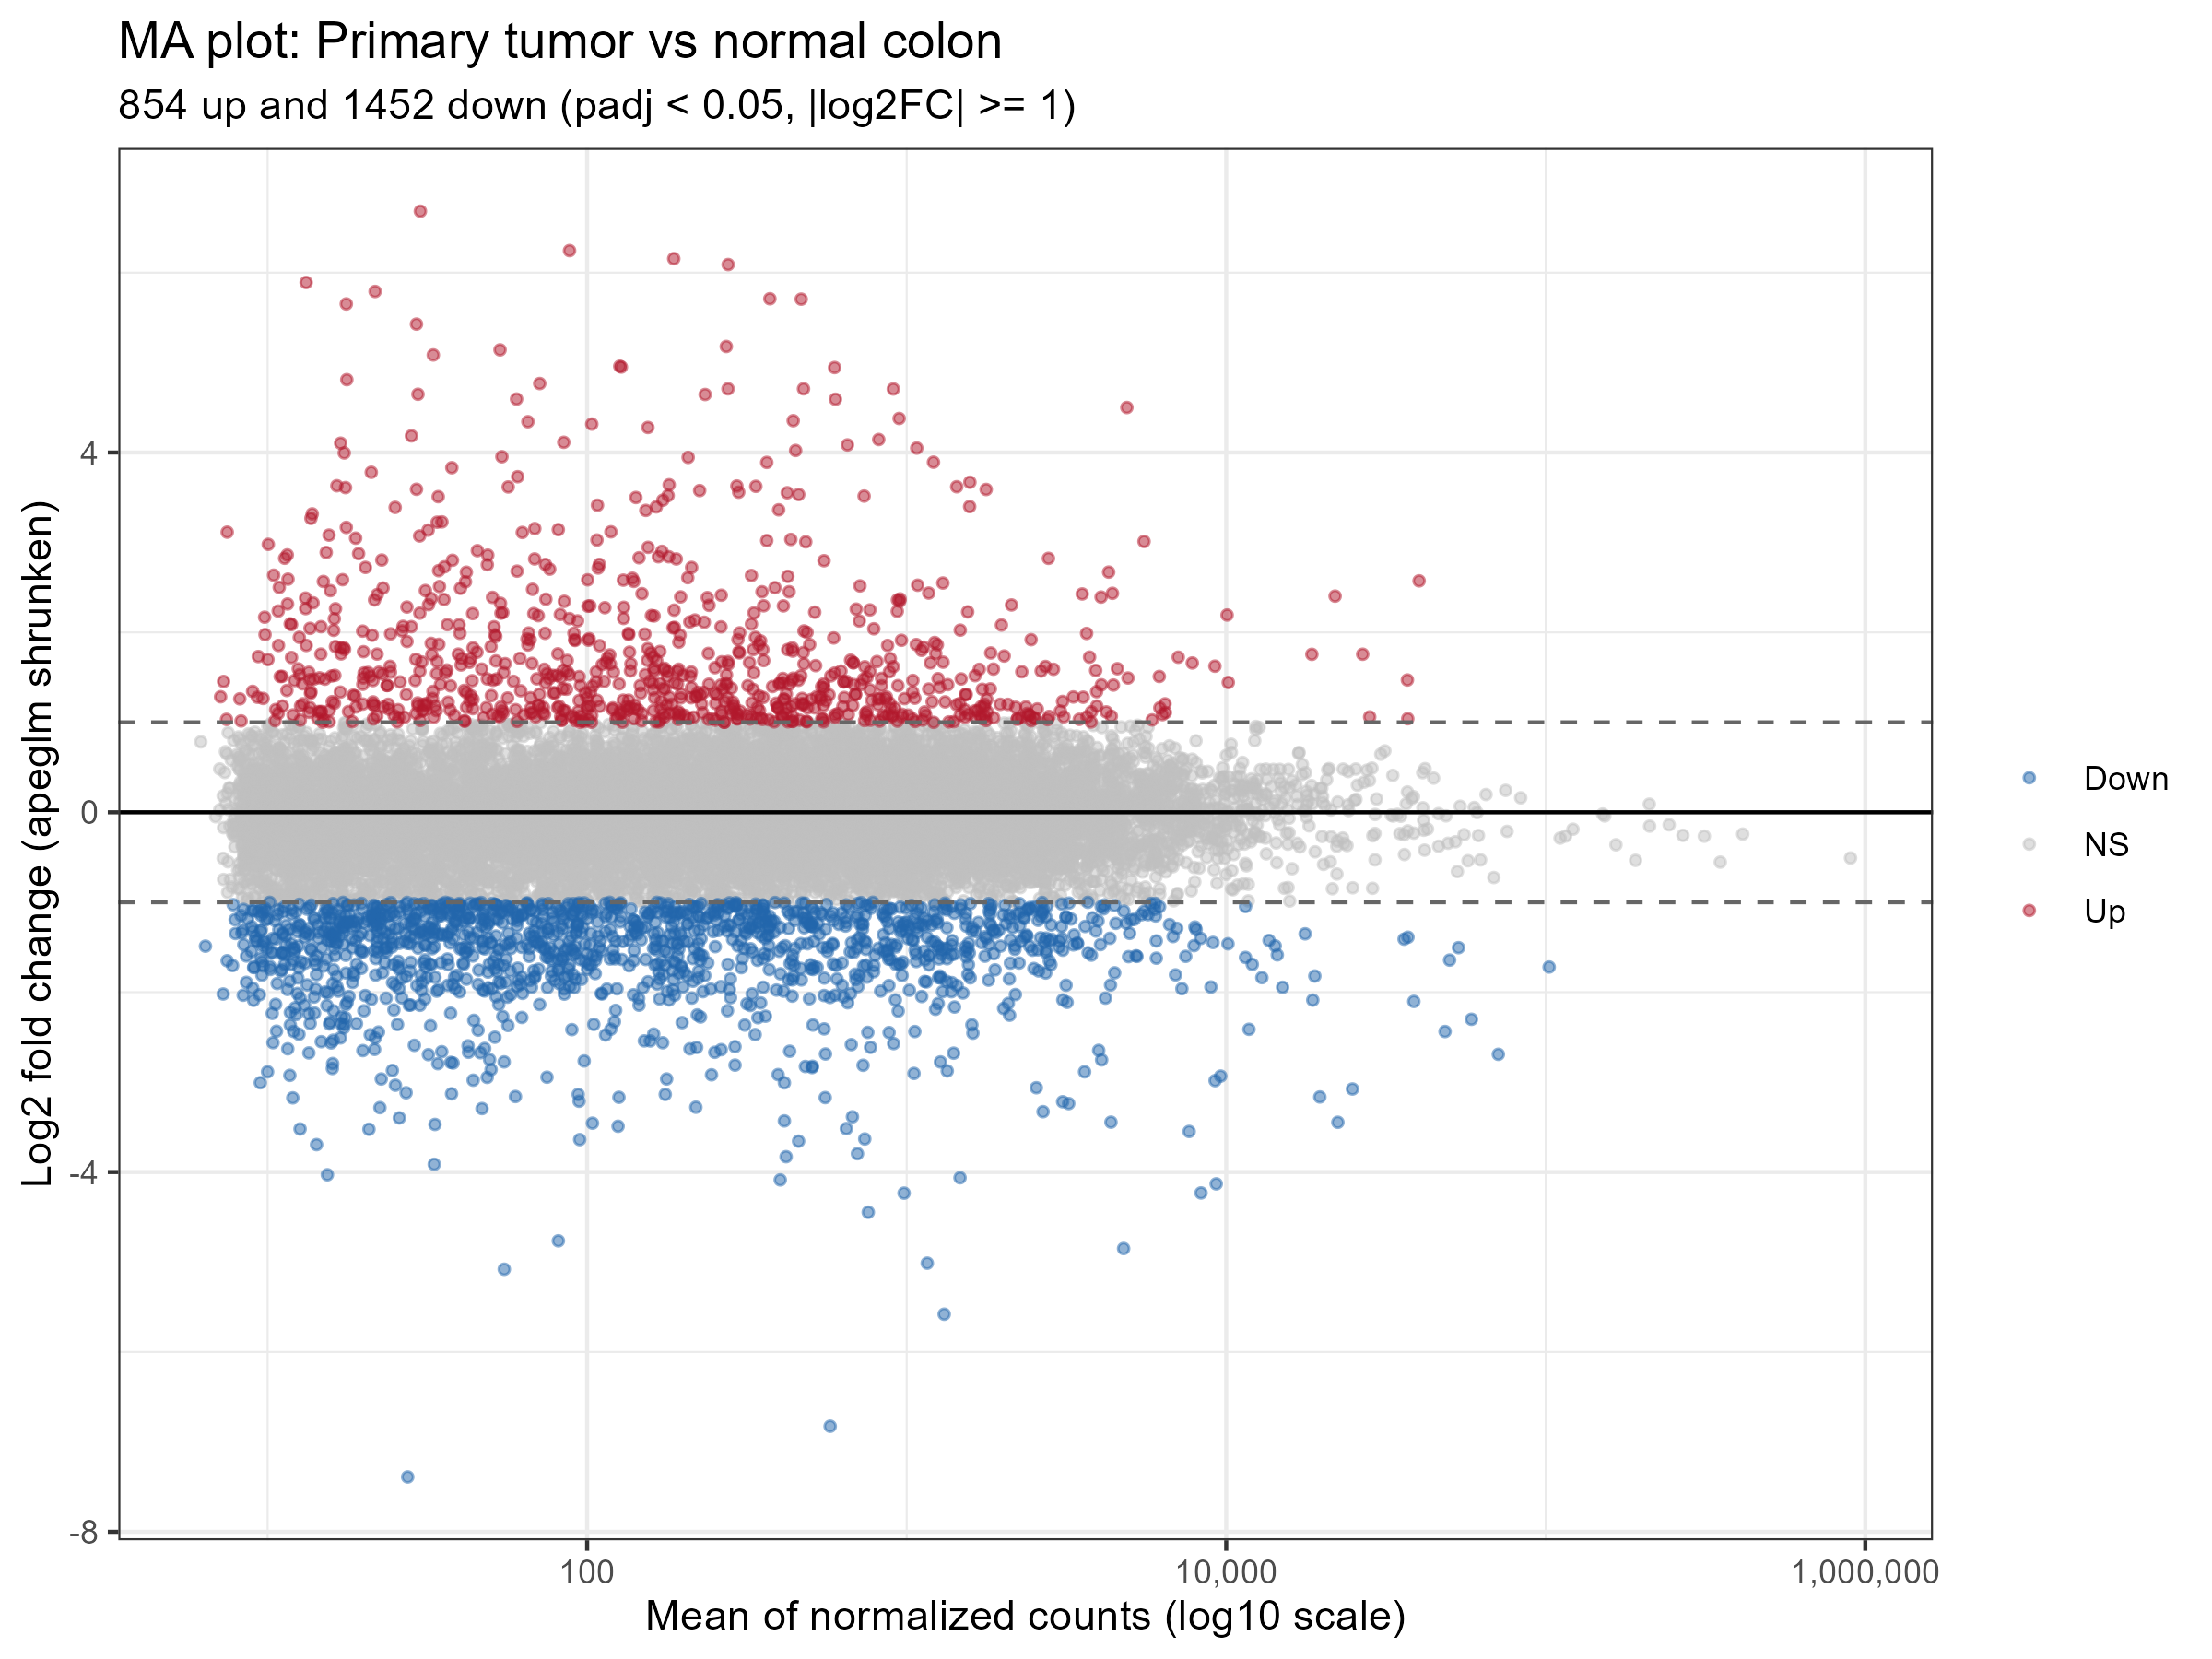 MA plot: Primary tumor vs normal colon
854 up and 1452 down (padj < 0.05, |log2FC| >= 1)
Log2 fold change (apeglm shrunken)
4
0
-4
-8
100
10,000
1,000,000
Mean of normalized counts (log10 scale)
Down
NS
Up